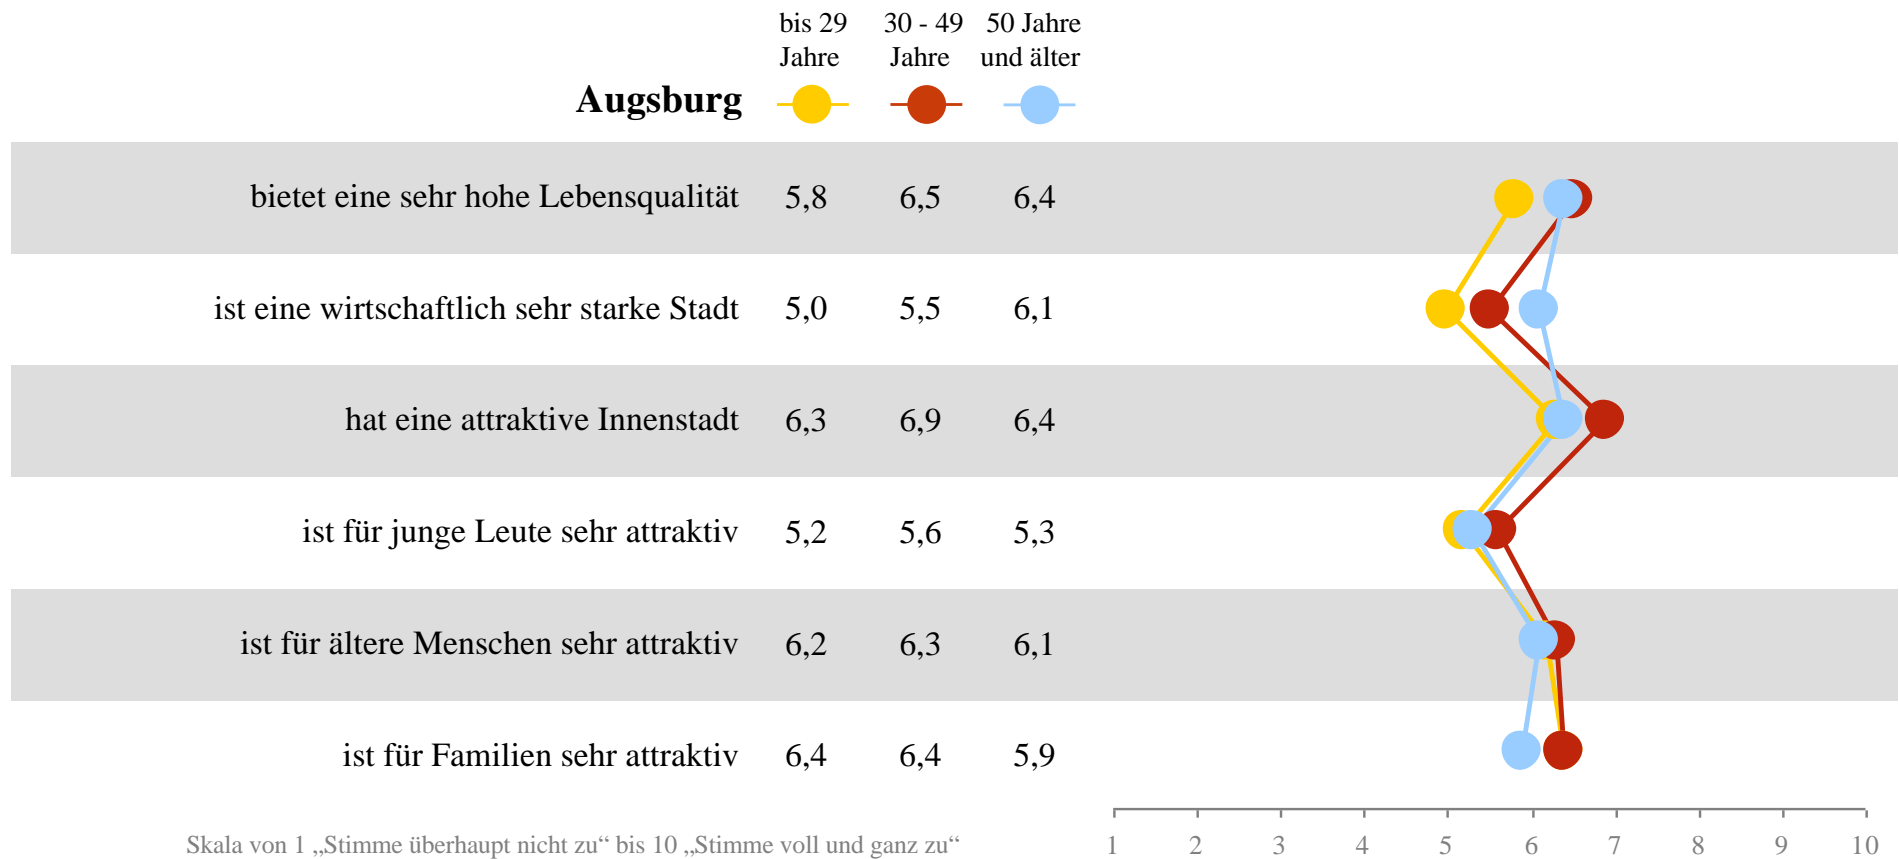 bis 29 30 - 49 50 Jahre
Jahre Jahre und älter
Augsburg
bietet eine sehr hohe Lebensqualität 5,8 6,5 6,4
ist eine wirtschaftlich sehr starke Stadt 5,0 5,5 6,1
hat eine attraktive Innenstadt 6,3 6,9 6,4
ist für junge Leute sehr attraktiv 5,2 5,6 5,3
ist für ältere Menschen sehr attraktiv 6,2 6,3 6,1
ist für Familien sehr attraktiv 6,4 6,4 5,9
Skala von 1 „Stimme überhaupt nicht zu“ bis 10 „Stimme voll und ganz zu“ 1 2 3 4 5 6 7 8 9 10